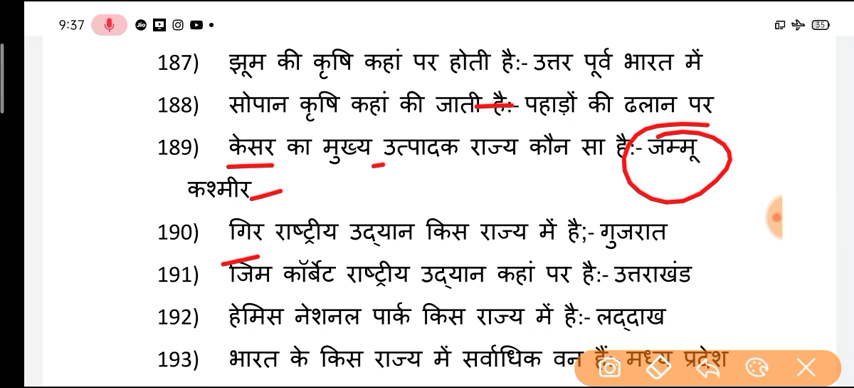 9:37
35
187) झूम की कृषि कहां पर होती है:- उत्तर पूर्व भारत में
188) सोपान कृषि कहां की जाती है:- पहाड़ों की ढलान पर
189) केसर का मुख्य उत्पादक राज्य कौन सा है:- जम्मू
कश्मीर
190) गिर राष्ट्रीय उद्यान किस राज्य में है;- गुजरात
191) जिम कॉर्बेट राष्ट्रीय उद्यान कहां पर है:- उत्तराखंड
192) हेमिस नेशनल पार्क किस राज्य में है:- लद्दाख
193) भारत के किस राज्य में सर्वाधिक वन हैं:- मध्य प्रदेश